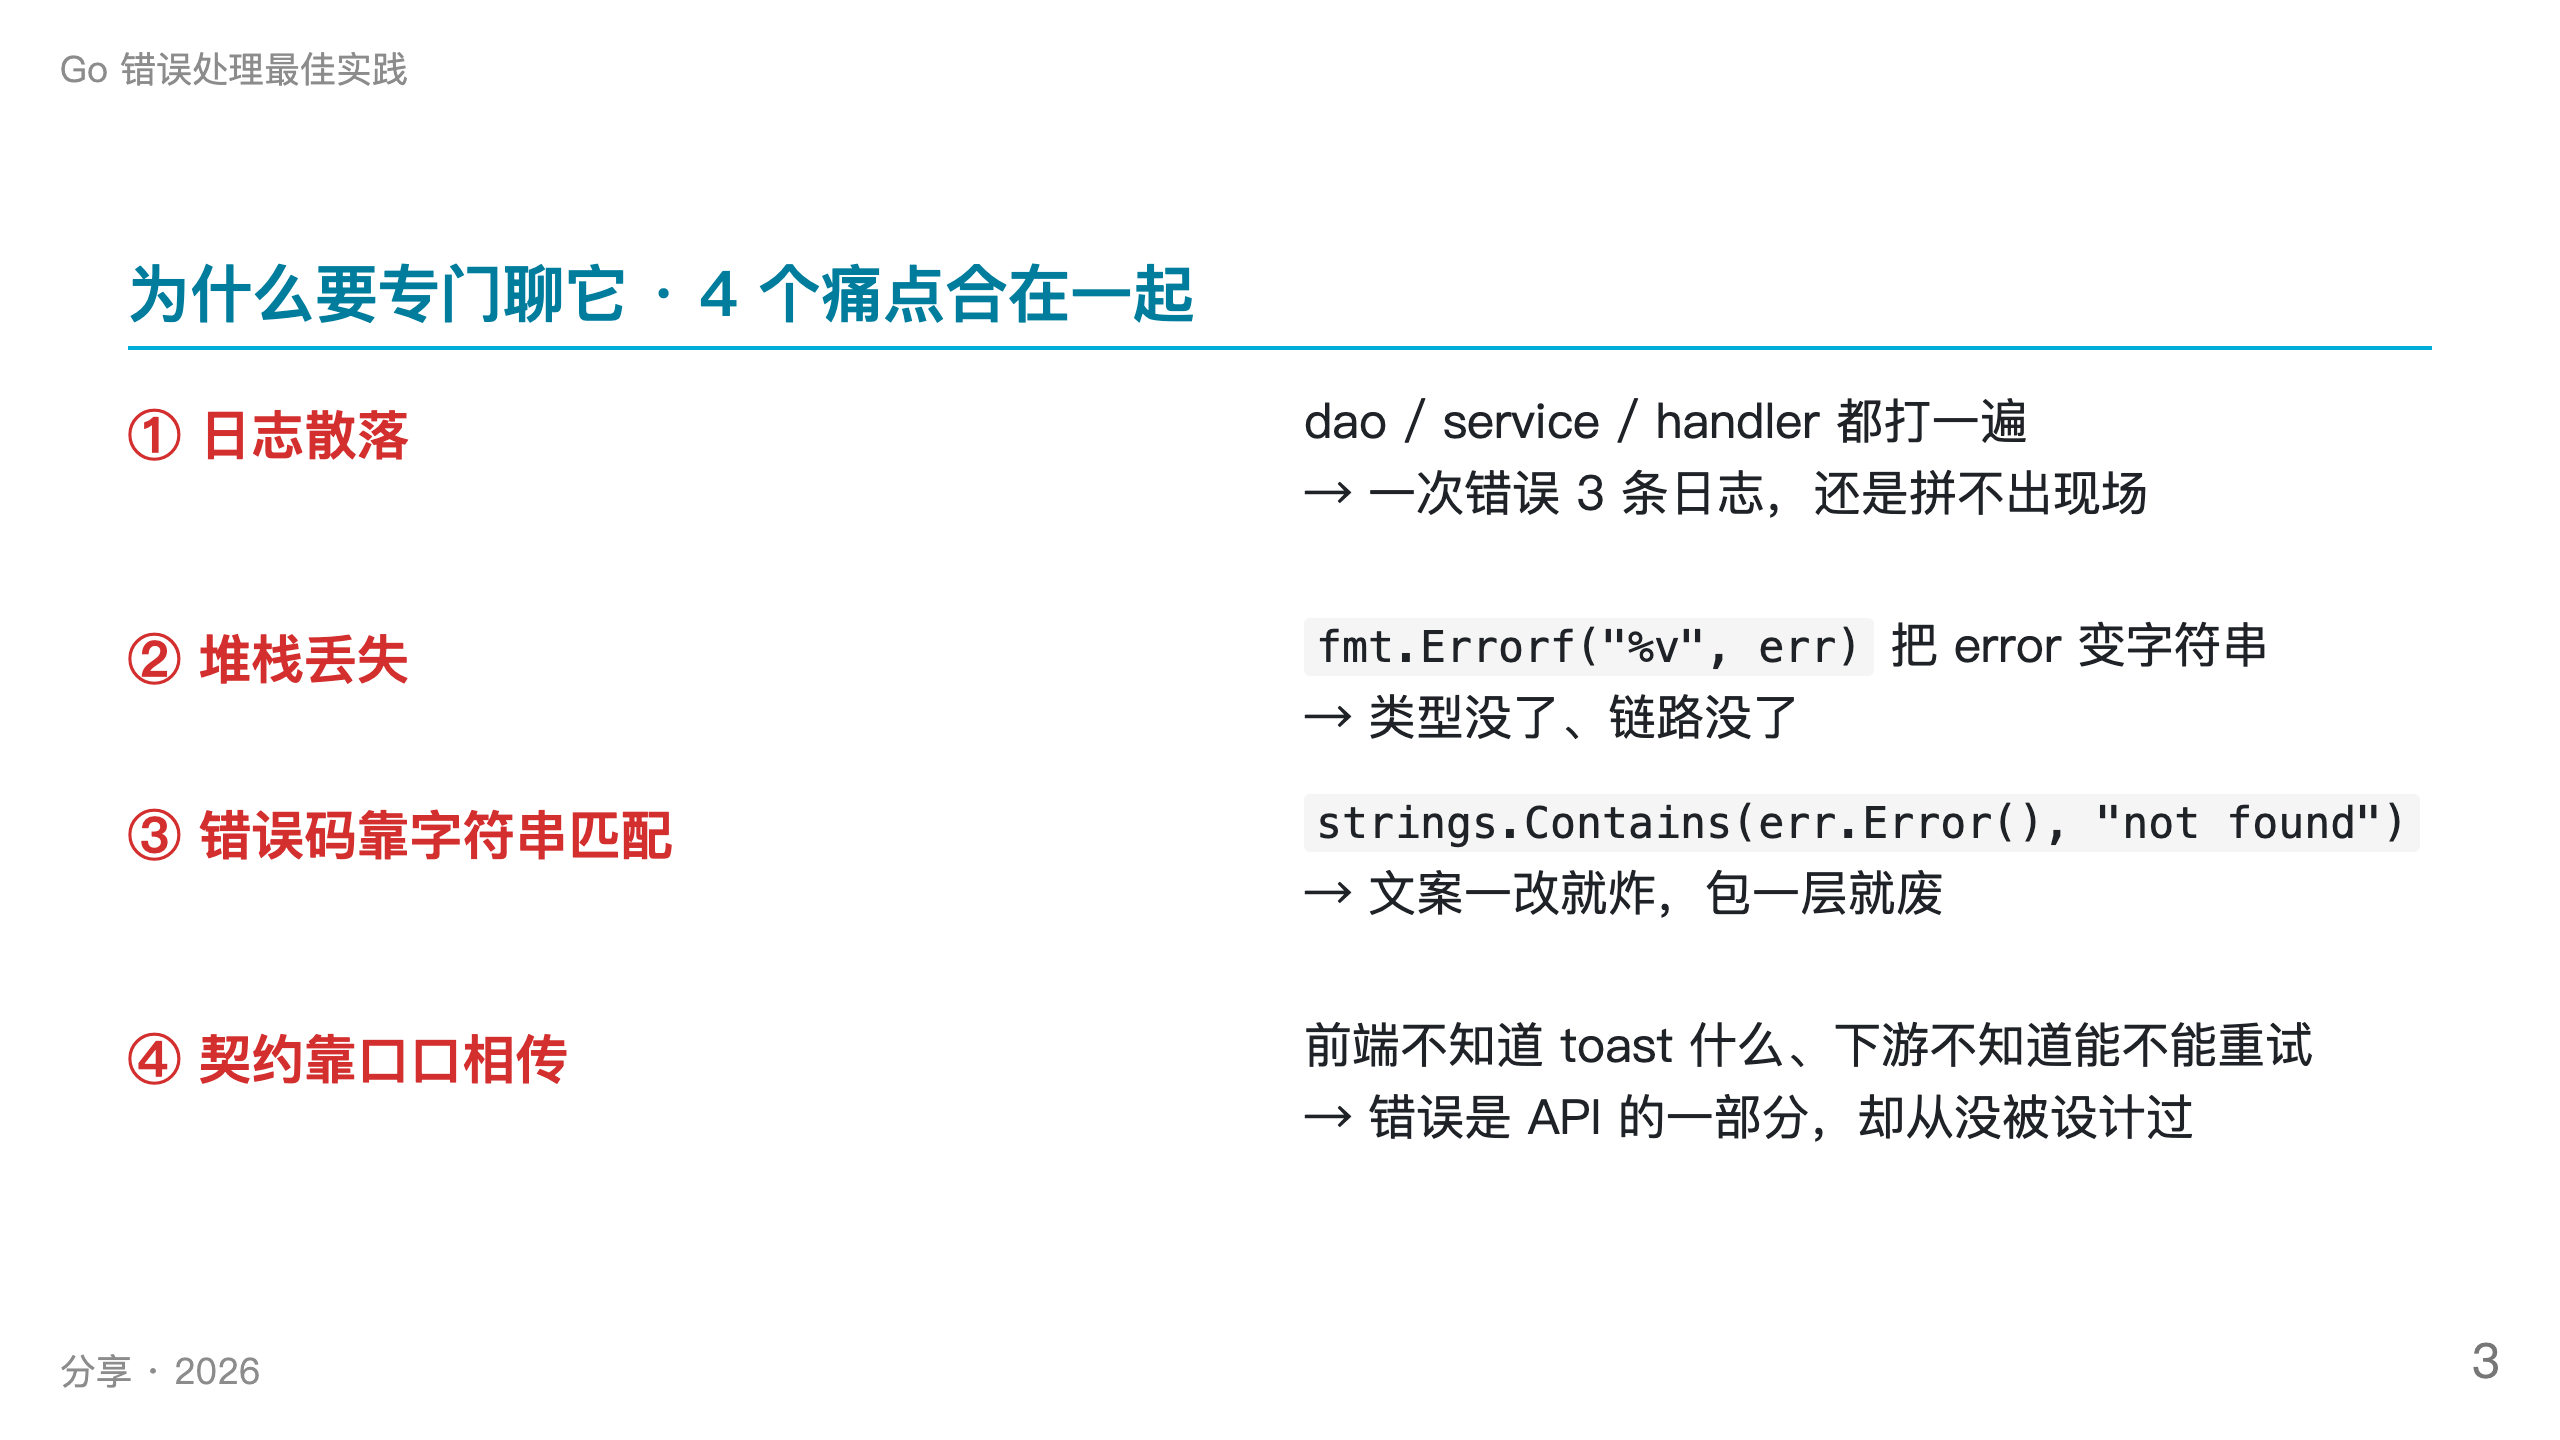 Go 错误处理最佳实践
为什么要专门聊它 · 4 个痛点合在一起
① 日志散落
dao / service / handler 都打一遍
→ 一次错误 3 条日志，还是拼不出现场
② 堆栈丢失
fmt.Errorf("%v", err) 把 error 变字符串
→ 类型没了、链路没了
③ 错误码靠字符串匹配
strings.Contains(err.Error(), "not found")
→ 文案一改就炸，包一层就废
④ 契约靠口口相传
前端不知道 toast 什么、下游不知道能不能重试
→ 错误是 API 的一部分，却从没被设计过
分享 · 2026
3